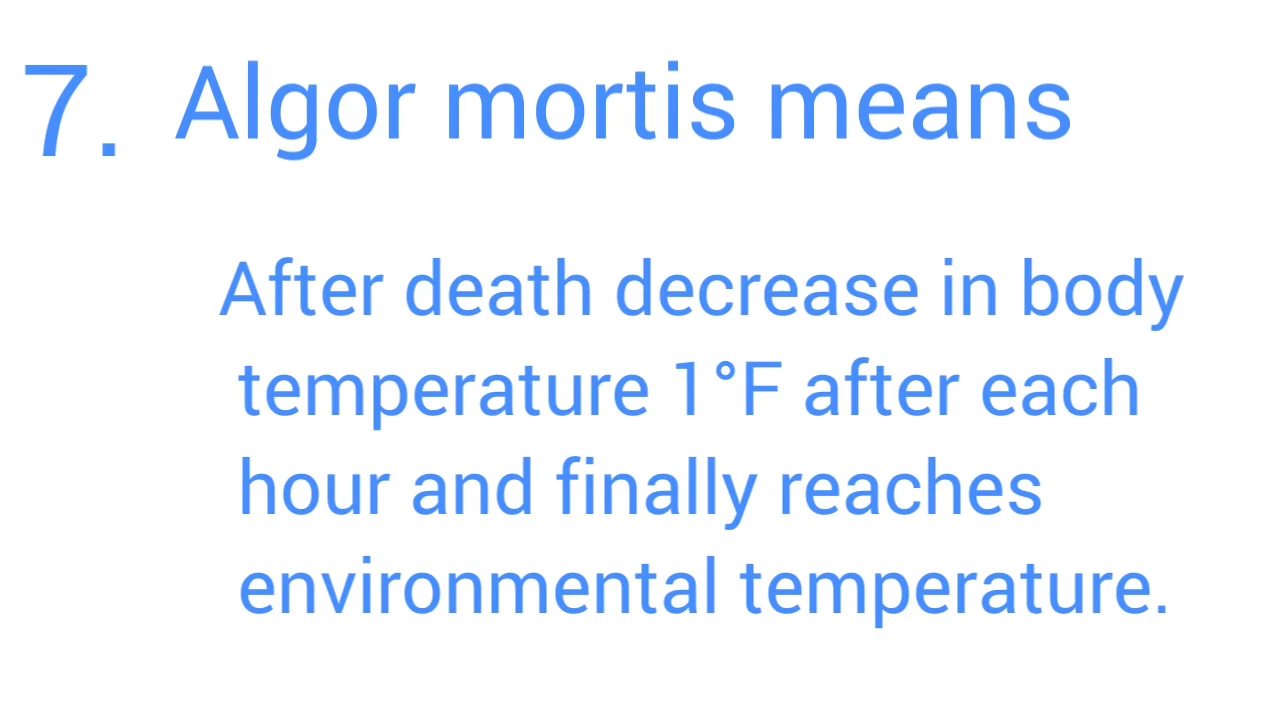 7. Algor mortis means
After death decrease in body
temperature 1°F after each
hour and finally reaches
environmental temperature.